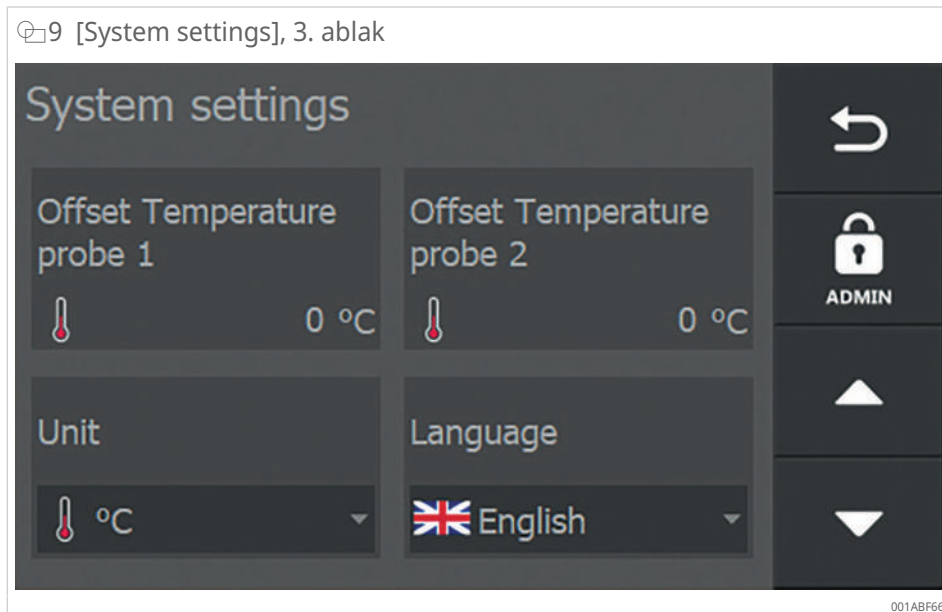 9 [System settings], 3. ablak
System settings
Offset Temperature
probe 1
0 °C
Offset Temperature
probe 2
0 °C
Unit
°C
Language
English
ADMIN
001ABF66